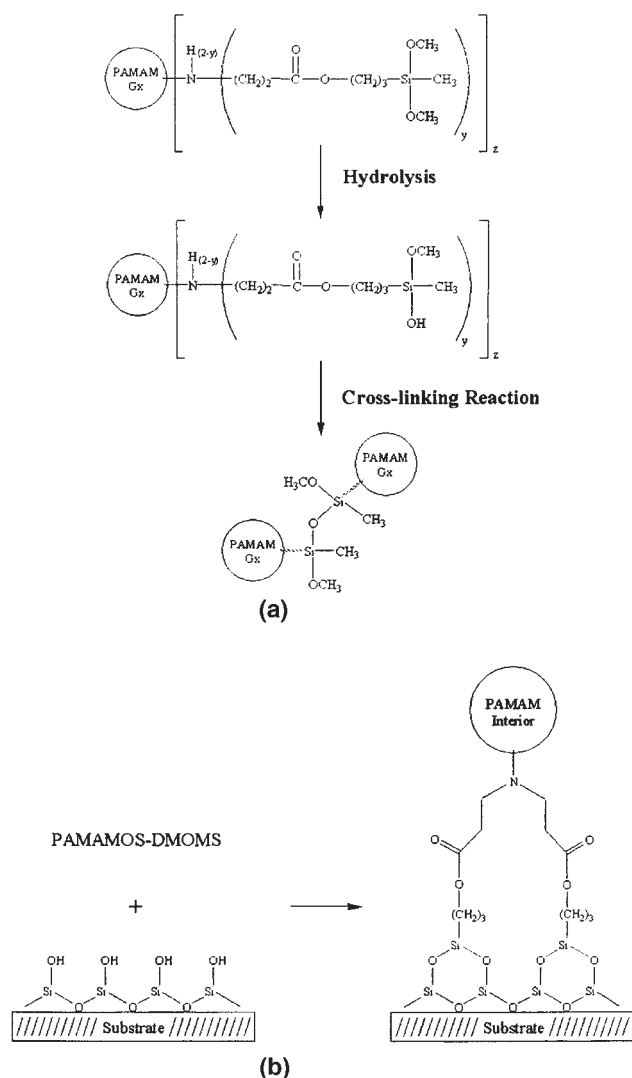 OCH₃
H(2-y)
O
PAMAM
Gx
N
(CH₂)₂
C
O
(CH₂)₃
Si
CH₃
OCH₃
y
z
Hydrolysis
OCH₃
H(2-y)
O
PAMAM
Gx
N
(CH₂)₂
C
O
(CH₂)₃
Si
CH₃
OH
y
z
Cross-linking Reaction
PAMAM
Gx
H₃CO
Si
CH₃
O
PAMAM
Gx
Si
CH₃
OCH₃
(a)
PAMAM
Interior
N
O
O
PAMAMOS-DMOMS
O
O
+
(CH₂)₃
(CH₂)₃
Si
Si
OH OH OH OH
O O O O
Si Si Si Si
Si Si Si Si
O O O
O O O
Substrate
Substrate
(b)